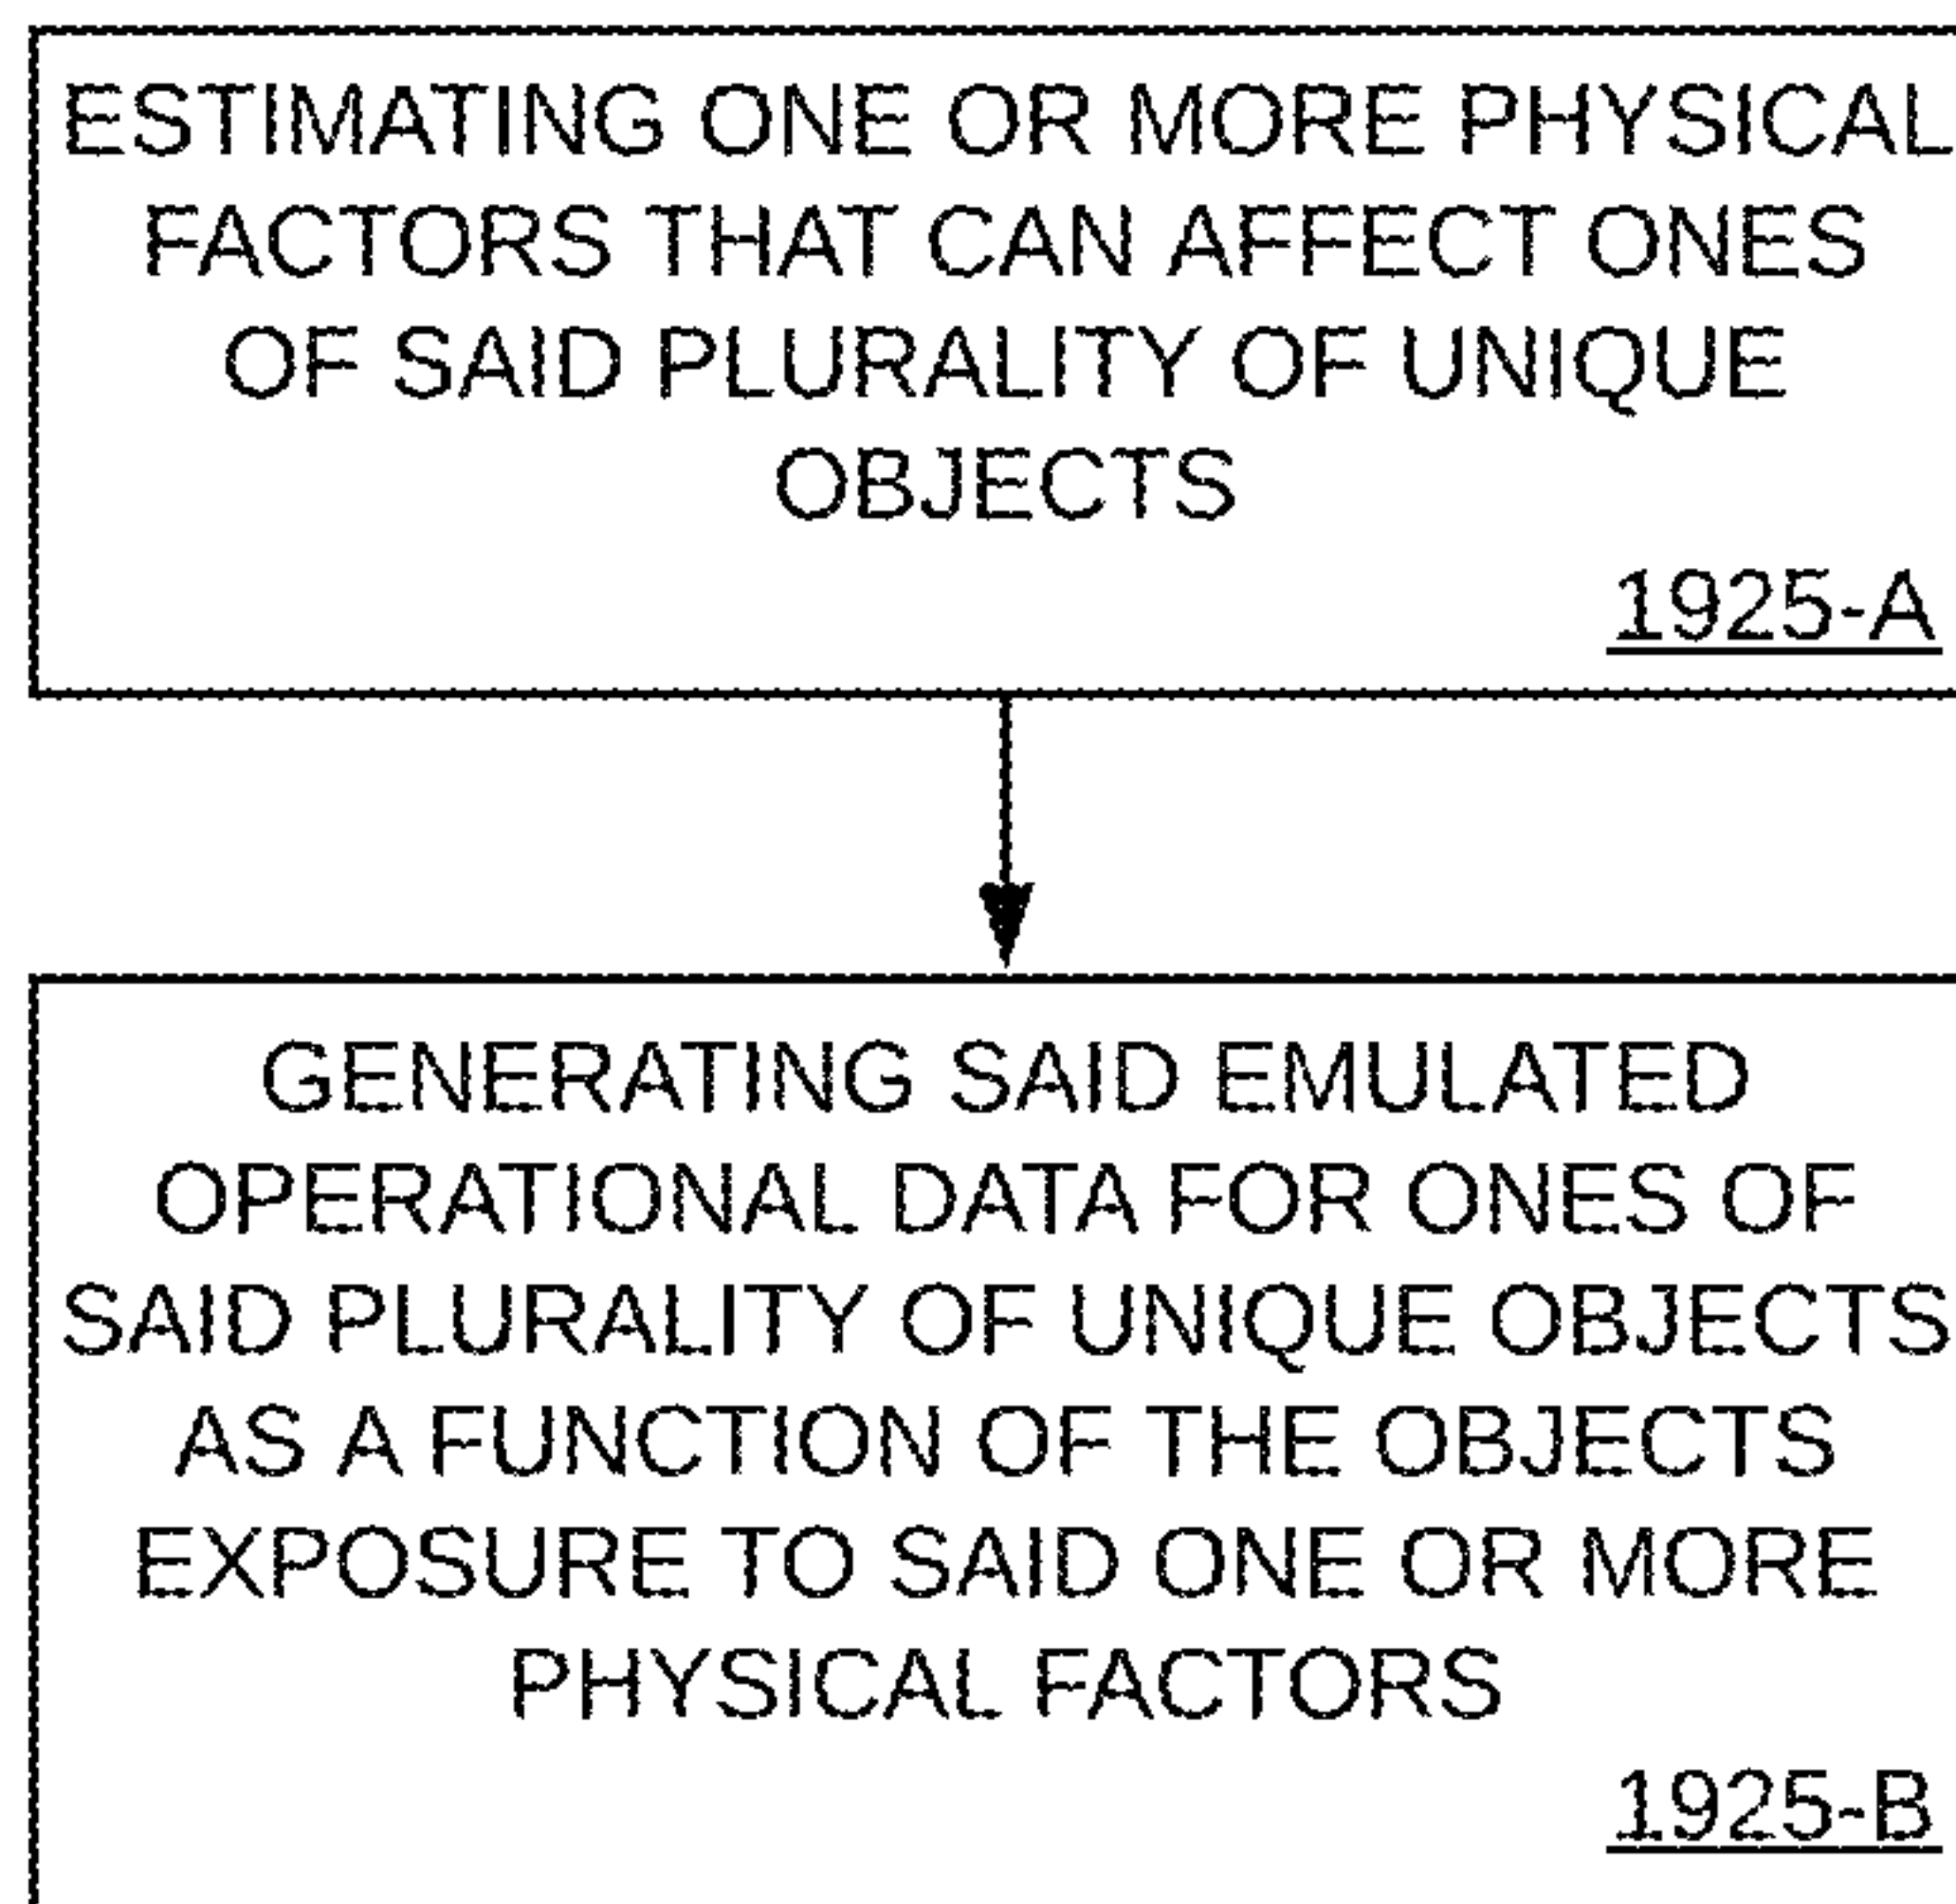 ESTIMATING ONE OR MORE PHYSICAL
FACTORS THAT CAN AFFECT ONES
OF SAID PLURALITY OF UNIQUE
OBJECTS
1925-A
GENERATING SAID EMULATED
OPERATIONAL DATA FOR ONES OF
SAID PLURALITY OF UNIQUE OBJECTS
AS A FUNCTION OF THE OBJECTS
EXPOSURE TO SAID ONE OR MORE
PHYSICAL FACTORS
1925-B